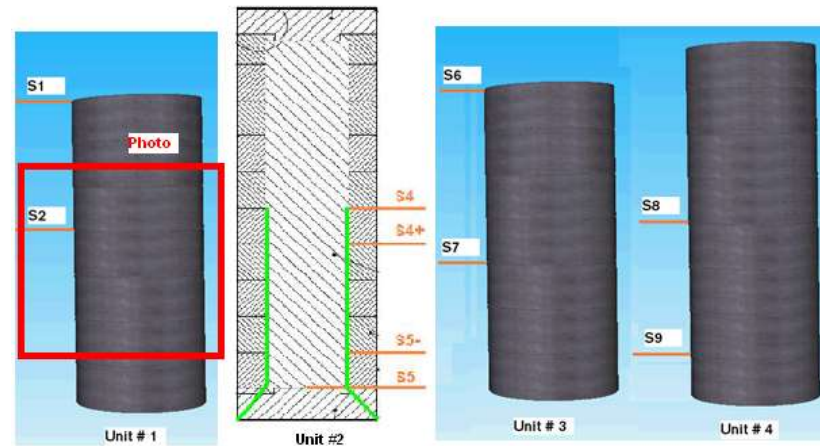 S1
Photo
S2
Unit # 1
S4
S4+
S5-
S5
Unit #2
S6
S7
Unit # 3
S8
S9
Unit # 4